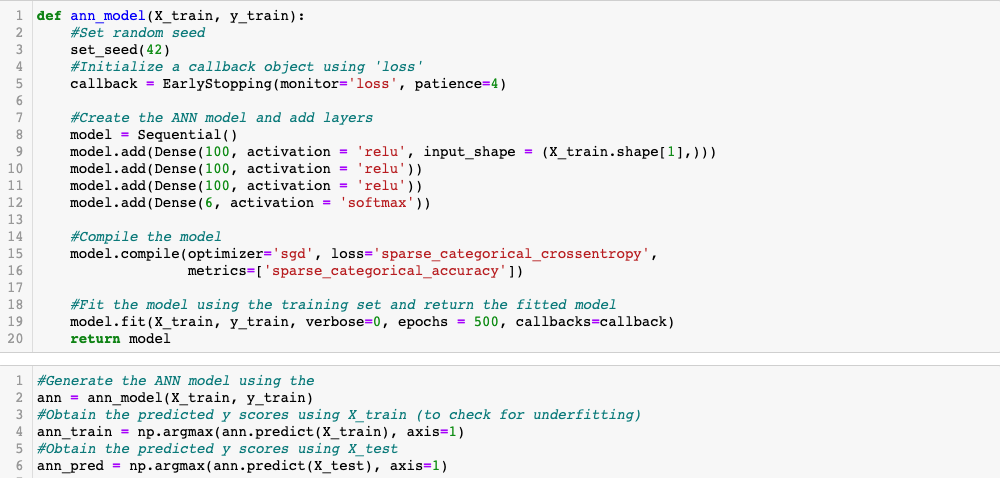 1 def ann_model(X_train, y_train):
2     #Set random seed
3     set_seed(42)
4     #Initialize a callback object using 'loss'
5     callback = EarlyStopping(monitor='loss', patience=4)
6
7     #Create the ANN model and add layers
8     model = Sequential()
9     model.add(Dense(100, activation = 'relu', input_shape = (X_train.shape[1],)))
10     model.add(Dense(100, activation = 'relu'))
11     model.add(Dense(100, activation = 'relu'))
12     model.add(Dense(6, activation = 'softmax'))
13
14     #Compile the model
15     model.compile(optimizer='sgd', loss='sparse_categorical_crossentropy',
16                   metrics=['sparse_categorical_accuracy'])
17
18     #Fit the model using the training set and return the fitted model
19     model.fit(X_train, y_train, verbose=0, epochs = 500, callbacks=callback)
20     return model
1 #Generate the ANN model using the
2 ann = ann_model(X_train, y_train)
3 #Obtain the predicted y scores using X_train (to check for underfitting)
4 ann_train = np.argmax(ann.predict(X_train), axis=1)
5 #Obtain the predicted y scores using X_test
6 ann_pred = np.argmax(ann.predict(X_test), axis=1)